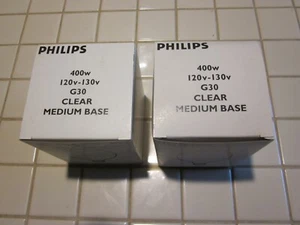 PHILIPS
400w
120v-130v
G30
CLEAR
MEDIUM BASE
PHILIPS
400w
120v-130v
G30
CLEAR
MEDIUM BASE